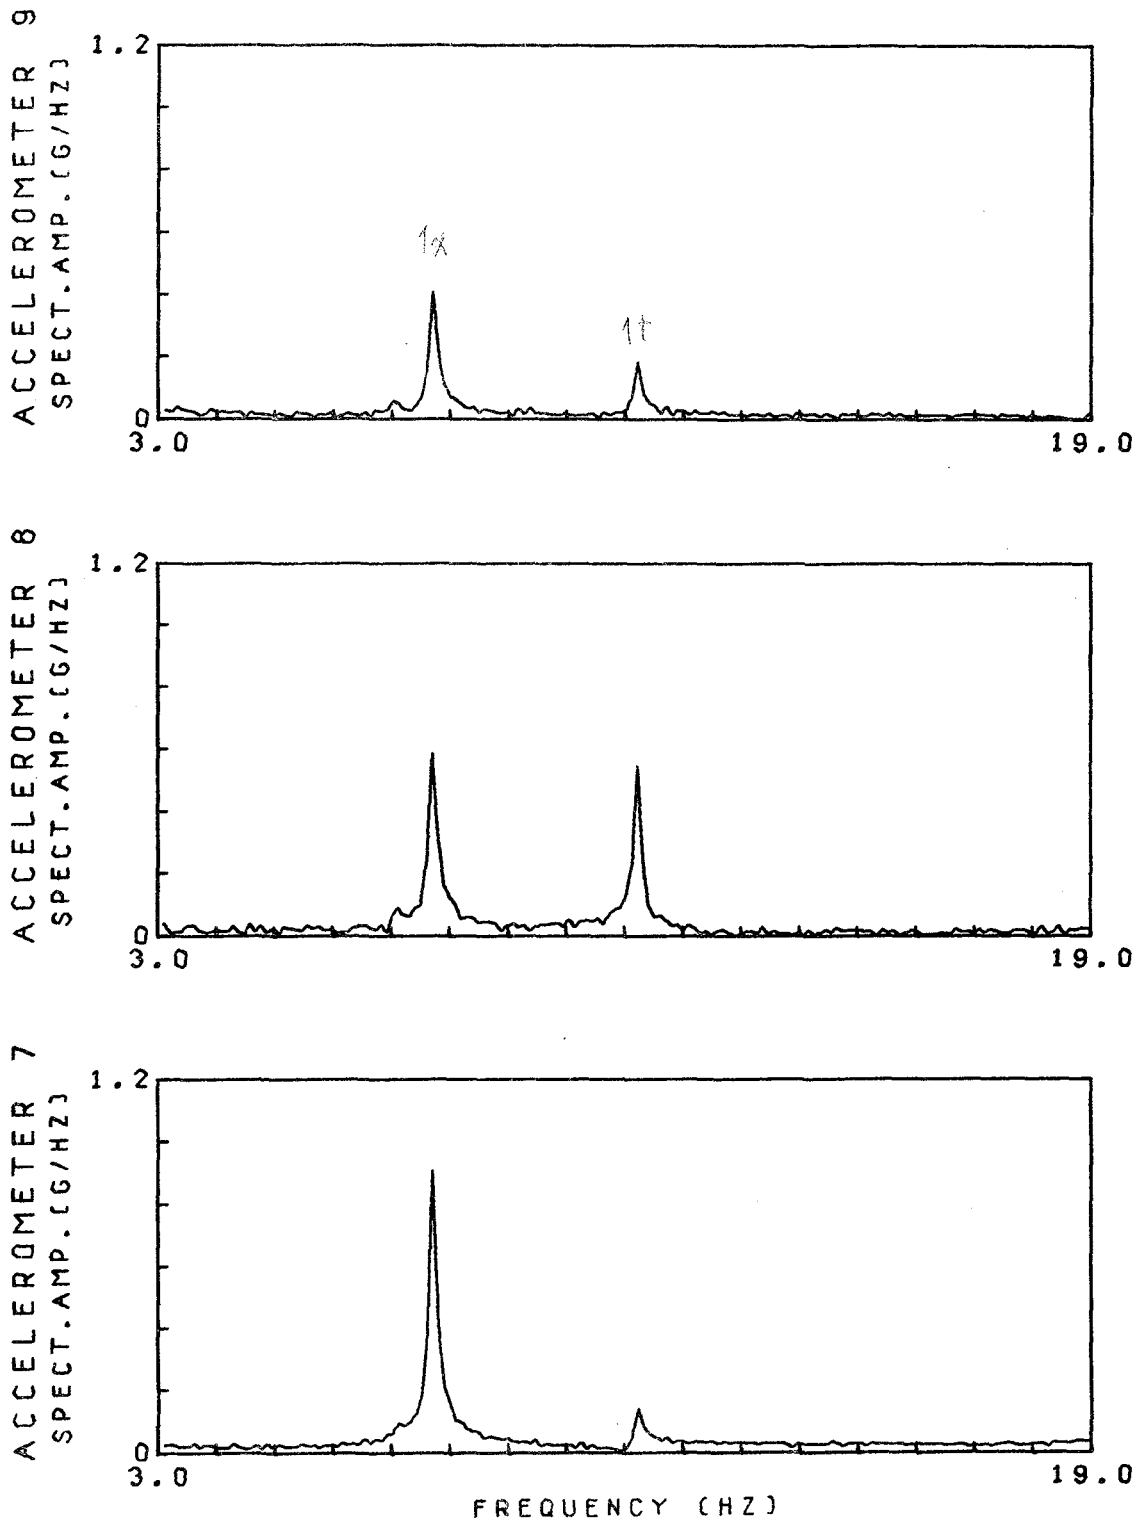 ACCELEROMETER 9
SPECT.AMP.(G/HZ)
1.2
1x
1t
0
3.0 19.0
ACCELEROMETER 8
SPECT.AMP.(G/HZ)
1.2
0
3.0 19.0
ACCELEROMETER 7
SPECT.AMP.(G/HZ)
1.2
0
3.0 19.0
FREQUENCY (HZ)